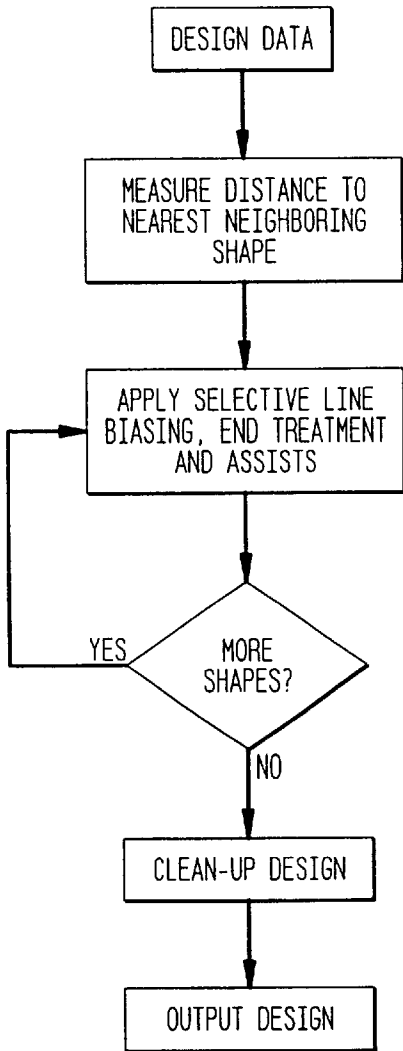 DESIGN DATA
MEASURE DISTANCE TO
NEAREST NEIGHBORING
SHAPE
APPLY SELECTIVE LINE
BIASING, END TREATMENT
AND ASSISTS
MORE
SHAPES?
YES
NO
CLEAN-UP DESIGN
OUTPUT DESIGN